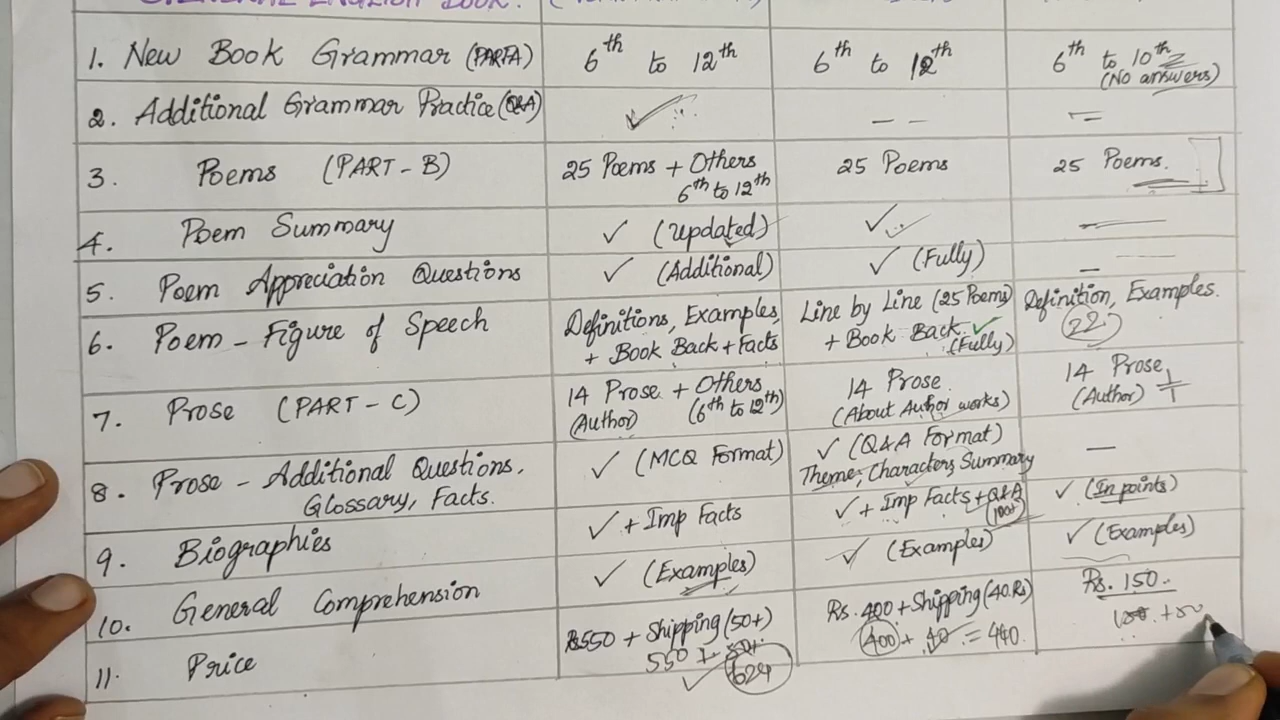 GENERAL ENGLISH BOOK.
1. New Book Grammar (PART A) 6th to 12th 6th to 12th 6th to 10th
(No answers)
2. Additional Grammar Practice (Q&A) ✓ - - =
3. Poems (PART - B) 25 Poems + Others 25 Poems 25 Poems.
6th to 12th
4. Poem Summary ✓ (Updated) ✓ -
5. Poem Appreciation Questions ✓ (Additional) ✓ (Fully) -
6. Poem - Figure of Speech Definitions, Examples, Line by Line (25 Poems) Definition, Examples.
+ Book Back + Facts + Book Back ✓ (Fully) 22
7. Prose (PART - C) 14 Prose + Others 14 Prose. 14 Prose
(Author) (6th to 12th) (About Author works) (Author)
8. Prose - Additional Questions, ✓ (MCQ Format) ✓ (Q&A Format) -
Glossary, Facts. Theme, Characters Summary
9. Biographies ✓ + Imp Facts ✓ + Imp Facts + Q&A ✓ (In points)
(100+)
10. General Comprehension ✓ (Examples) ✓ (Examples) ✓ (Examples)
11. Price Rs550 + Shipping (50+) Rs. 400 + Shipping (40.Rs) Rs. 150.
550 + 400 + 40 = 440.
✓ 624